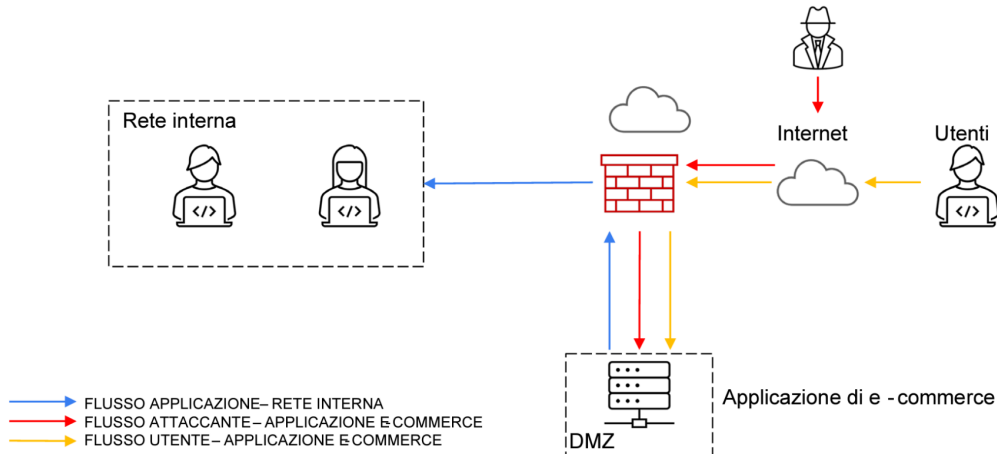 Rete interna
Internet
Utenti
Applicazione di e - commerce
DMZ
FLUSSO APPLICAZIONE– RETE INTERNA
FLUSSO ATTACCANTE – APPLICAZIONE E-COMMERCE
FLUSSO UTENTE– APPLICAZIONE E-COMMERCE